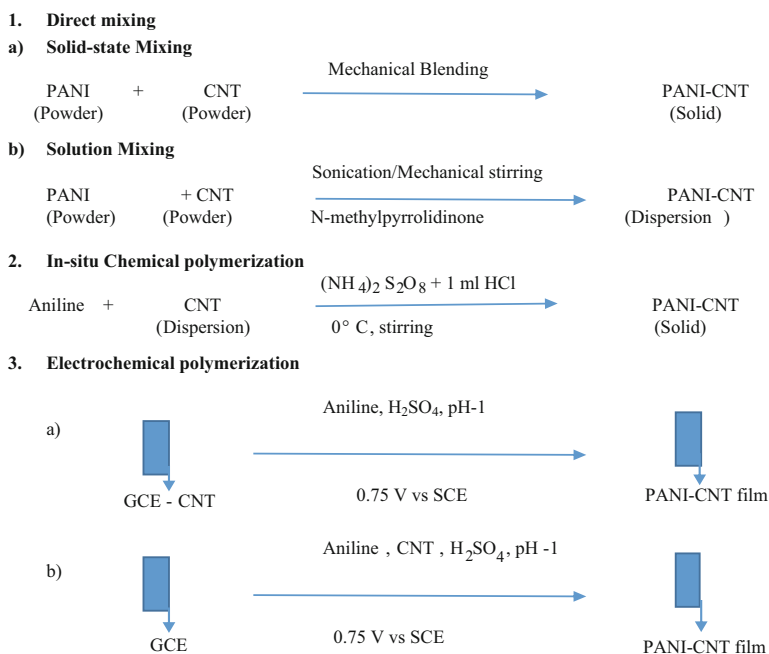 1. Direct mixing
a) Solid-state Mixing
Mechanical Blending
PANI + CNT PANI-CNT
(Powder) (Powder) (Solid)
b) Solution Mixing
Sonication/Mechanical stirring
PANI + CNT PANI-CNT
(Powder) (Powder) N-methylpyrrolidinone (Dispersion )
2. In-situ Chemical polymerization
(NH4)2 S2O8 + 1 ml HCl
Aniline + CNT PANI-CNT
(Dispersion) 0° C, stirring (Solid)
3. Electrochemical polymerization
Aniline, H2SO4, pH-1
a)
GCE - CNT 0.75 V vs SCE PANI-CNT film
Aniline , CNT , H2SO4, pH -1
b)
GCE 0.75 V vs SCE PANI-CNT film